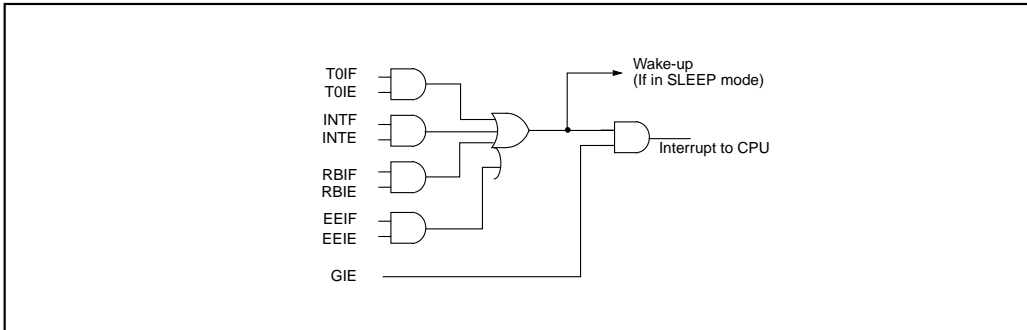 T0IF
T0IE
INTF
INTE
RBIF
RBIE
EEIF
EEIE
GIE
Wake-up
(If in SLEEP mode)
Interrupt to CPU